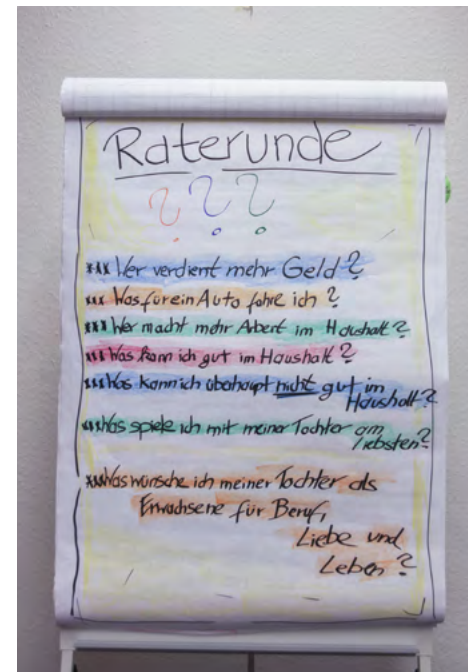 Raterunde
? ? ?
*** Wer verdient mehr Geld?
*** Was für ein Auto fahre ich?
*** Wer macht mehr Arbeit im Haushalt?
*** Was kann ich gut im Haushalt?
*** Was kann ich überhaupt nicht gut im
Haushalt?
*** Was spiele ich mit meiner Tochter am
liebsten?
*** Was wünsche ich meiner Tochter als
Erwachsene für Beruf,
Liebe und
Leben?